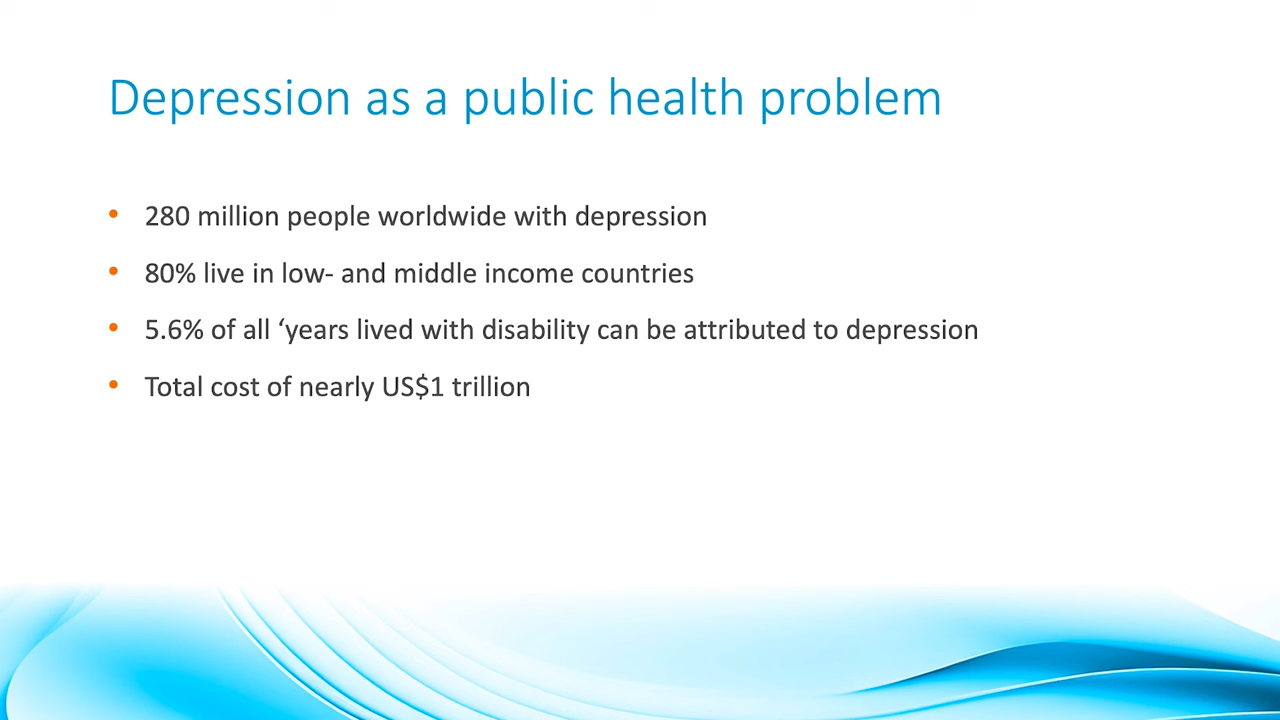 Depression as a public health problem
• 280 million people worldwide with depression
• 80% live in low- and middle income countries
• 5.6% of all ‘years lived with disability can be attributed to depression
• Total cost of nearly US$1 trillion